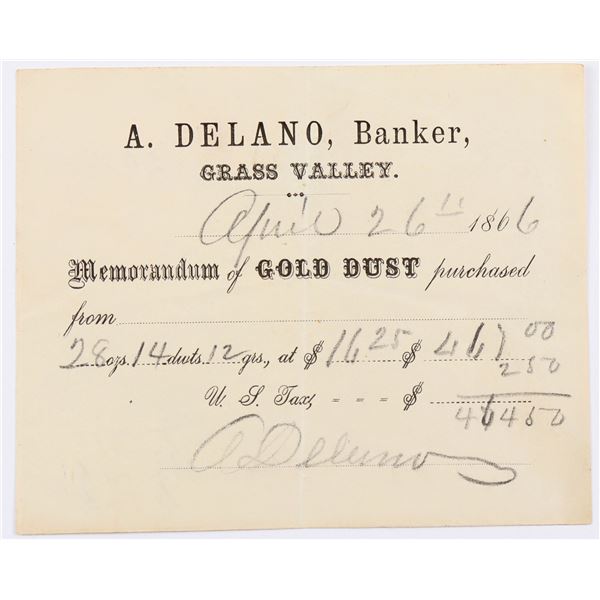 A. DELANO, Banker,
GRASS VALLEY.
April 26th 1866
Memorandum of GOLD DUST purchased
from
28 ozs. 14 dwts. 12 grs., at $ 16 25 $ 467 00
2 50
U. S. Tax, = = = $ 464 50
A Delano